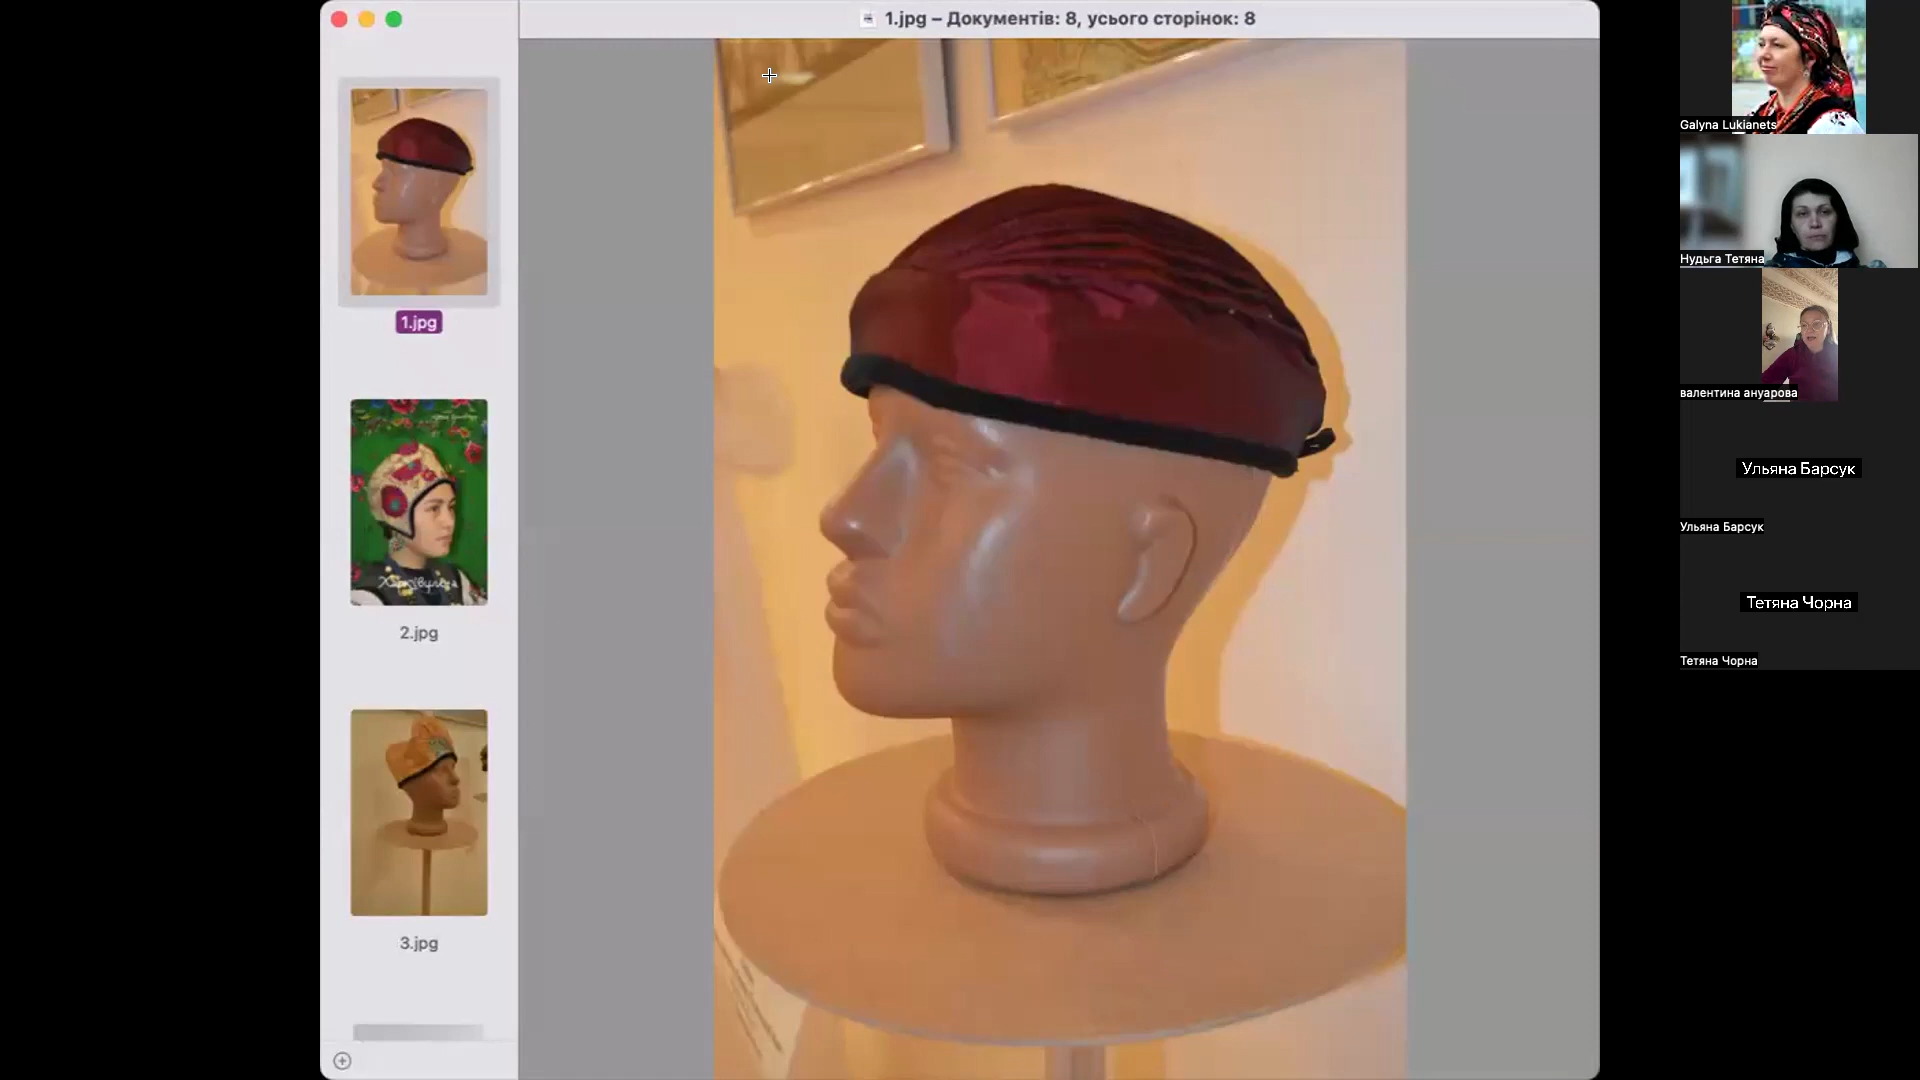 1.jpg – Документів: 8, усього сторінок: 8
1.jpg
2.jpg
3.jpg
Galyna Lukianets
Нудьга Тетяна
валентина ануарова
Ульяна Барсук
Ульяна Барсук
Тетяна Чорна
Тетяна Чорна